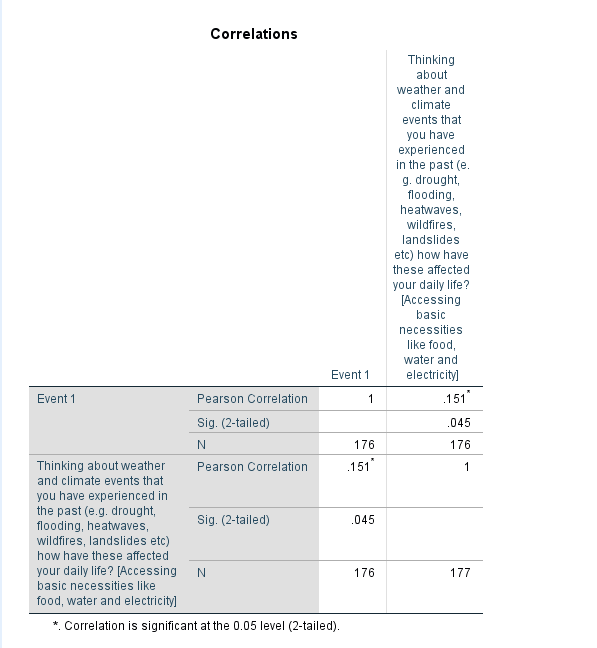 Correlations
Thinking
about
weather and
climate
events that
you have
experienced
in the past (e.
g. drought,
flooding,
heatwaves,
wildfires,
landslides
etc) how have
these affected
your daily life?
[Accessing
basic
necessities
like food,
water and
electricity]
Event 1
Event 1 Pearson Correlation 1 .151*
Sig. (2-tailed) .045
N 176 176
Thinking about weather
and climate events that
you have experienced in
the past (e.g. drought,
flooding, heatwaves,
wildfires, landslides etc)
how have these affected
your daily life? [Accessing
basic necessities like
food, water and electricity]
Pearson Correlation .151* 1
Sig. (2-tailed) .045
N 176 177
*. Correlation is significant at the 0.05 level (2-tailed).